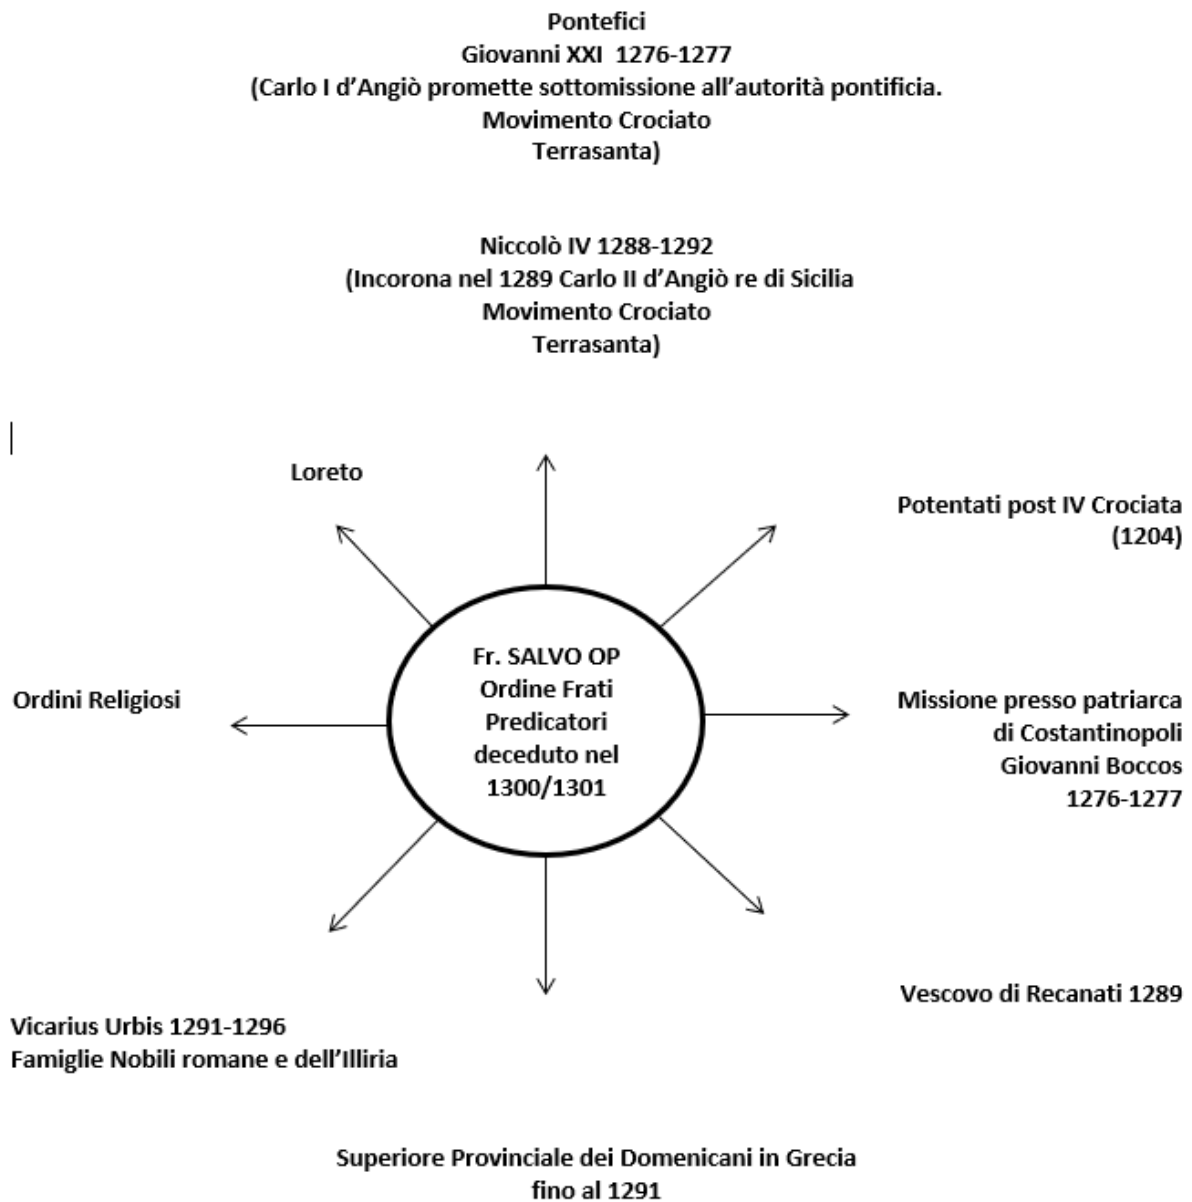 Pontefici
Giovanni XXI 1276-1277
(Carlo I d’Angiò promette sottomissione all’autorità pontificia.
Movimento Crociato
Terrasanta)
Niccolò IV 1288-1292
(Incorona nel 1289 Carlo II d’Angiò re di Sicilia
Movimento Crociato
Terrasanta)
Loreto
Potentati post IV Crociata
(1204)
Fr. SALVO OP
Ordine Frati
Predicatori
deceduto nel
1300/1301
Ordini Religiosi
Missione presso patriarca
di Costantinopoli
Giovanni Boccos
1276-1277
Vescovo di Recanati 1289
Vicarius Urbis 1291-1296
Famiglie Nobili romane e dell’Illiria
Superiore Provinciale dei Domenicani in Grecia
fino al 1291